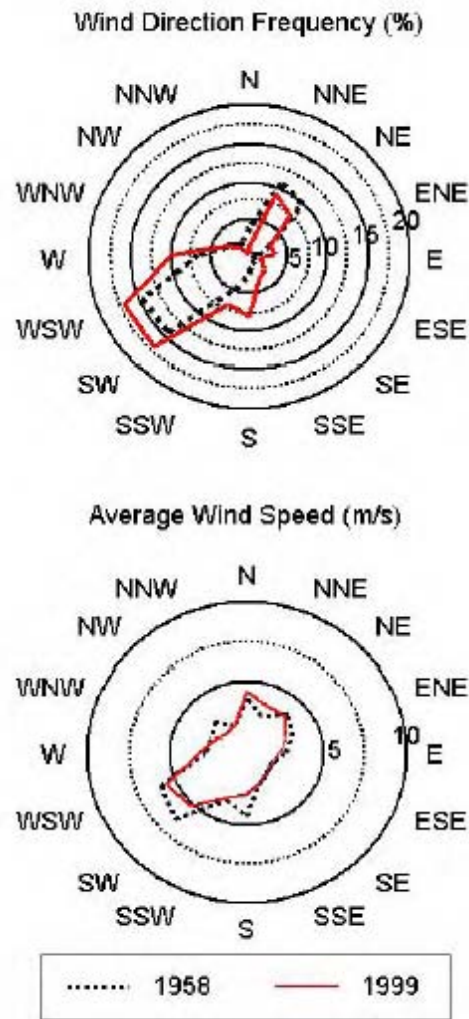 Wind Direction Frequency (%)
N
NNW NNE
NW NE
WNW ENE
20
15
10
5
W E
WSW ESE
SW SE
SSW SSE
S
Average Wind Speed (m/s)
N
NNW NNE
NW NE
WNW ENE
10
5
W E
WSW ESE
SW SE
SSW SSE
S
1958 1999